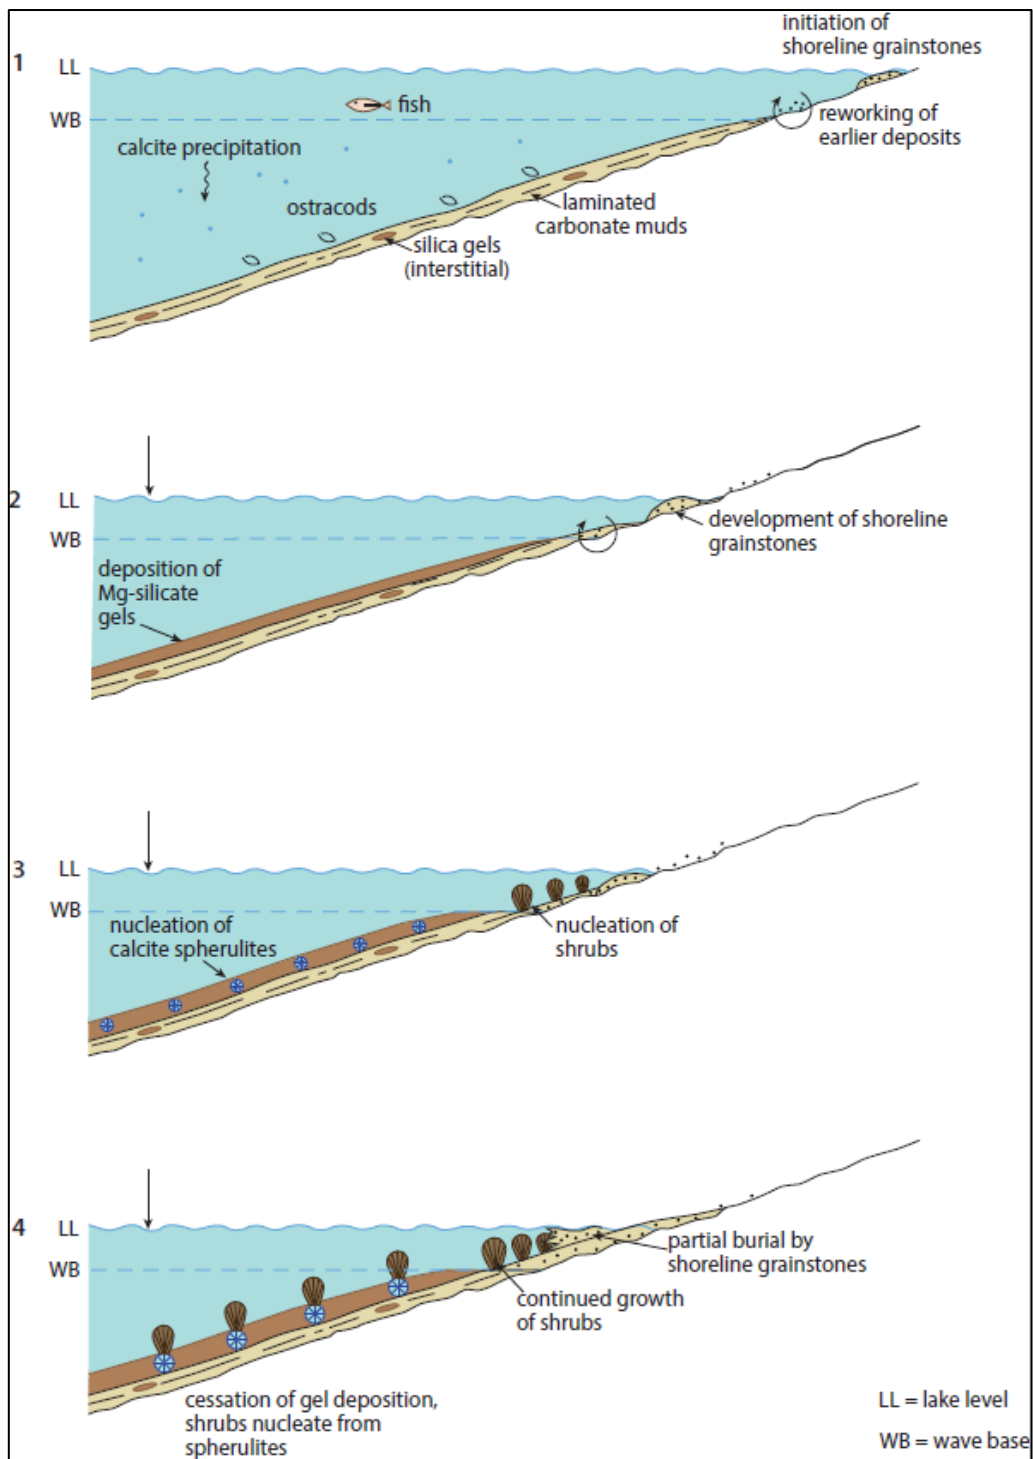 initiation of
shoreline grainstones
1
LL
fish
WB
reworking of
earlier deposits
calcite precipitation
ostracods
laminated
carbonate muds
silica gels
(interstitial)
2
LL
development of shoreline
grainstones
WB
deposition of
Mg-silicate
gels
3
LL
WB
nucleation of
calcite spherulites
nucleation of
shrubs
4
LL
partial burial by
shoreline grainstones
WB
continued growth
of shrubs
cessation of gel deposition,
shrubs nucleate from
spherulites
LL = lake level
WB = wave base